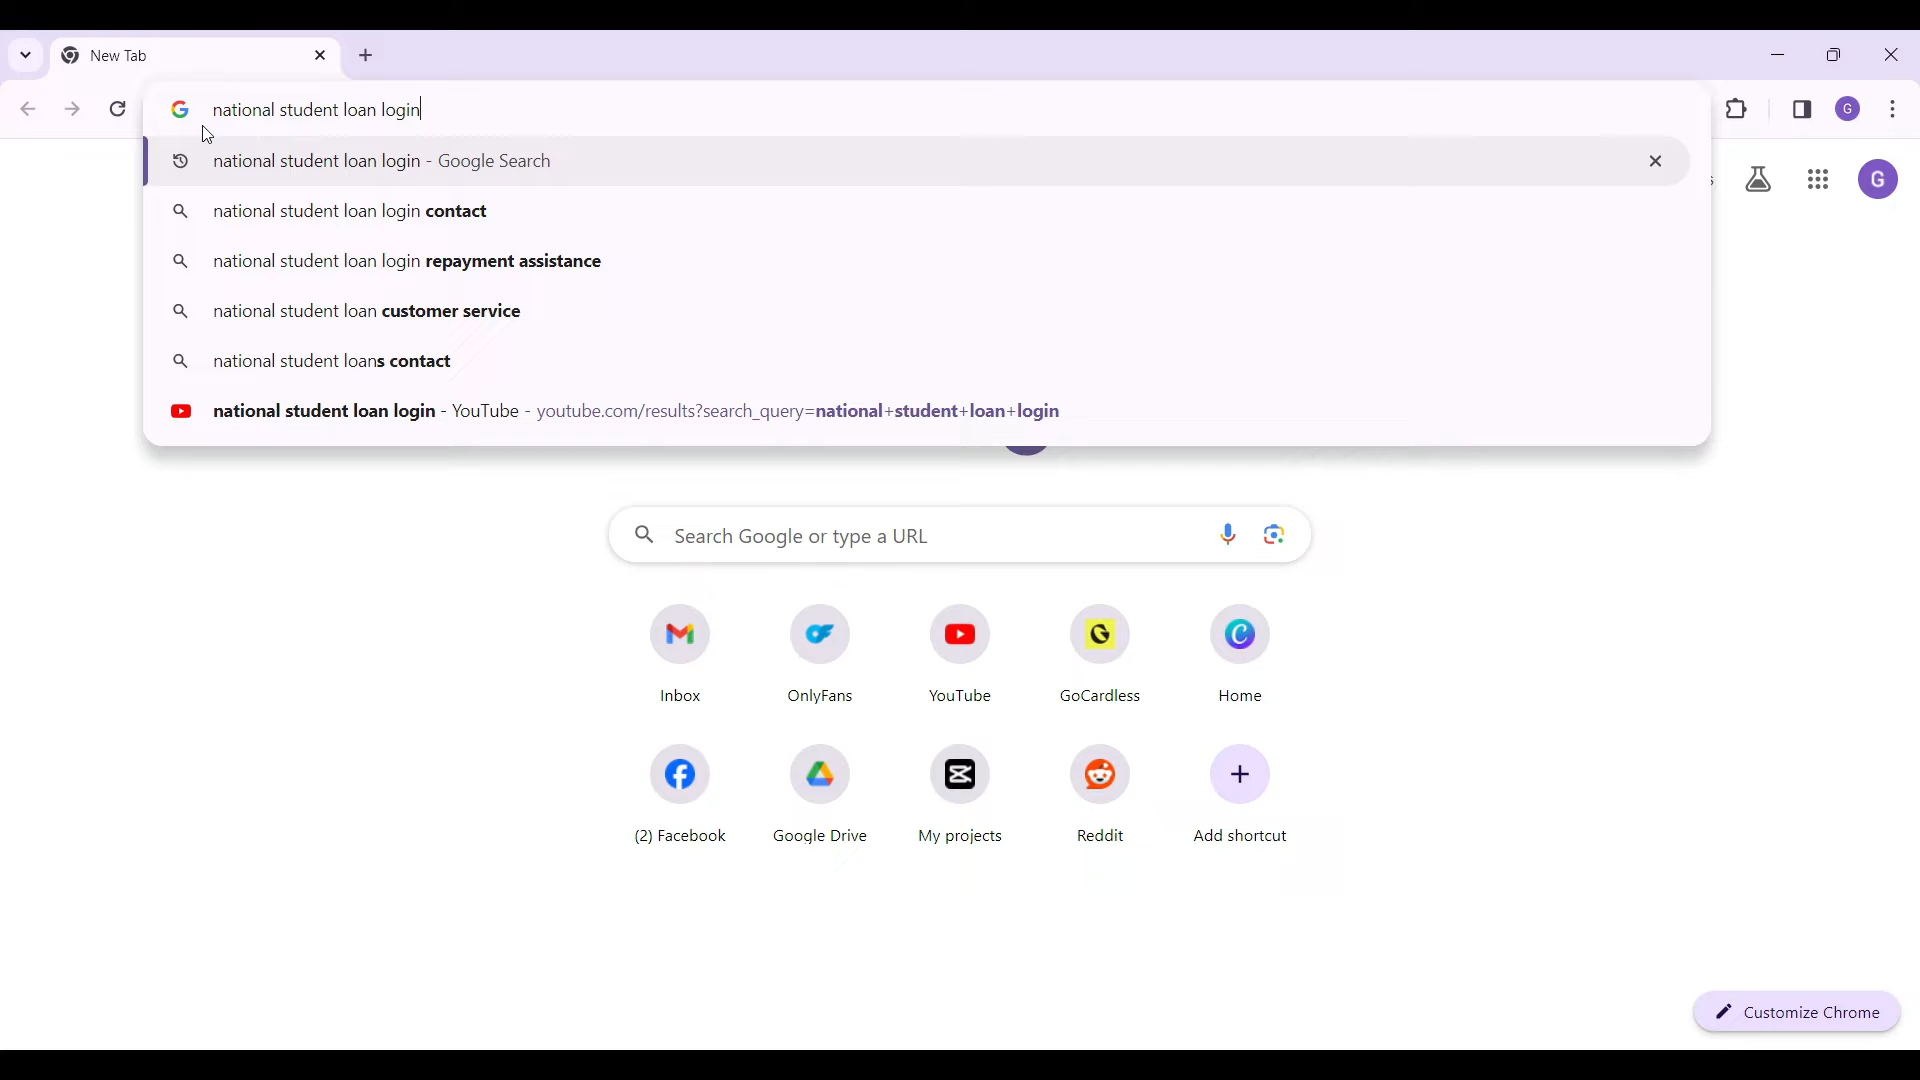 New Tab
national student loan login
G
national student loan login - Google Search
national student loan login contact
G
national student loan login repayment assistance
national student loan customer service
national student loans contact
national student loan login - YouTube - youtube.com/results?search_query=national+student+loan+login
Search Google or type a URL
Inbox OnlyFans YouTube GoCardless Home
(2) Facebook Google Drive My projects Reddit Add shortcut
Customize Chrome